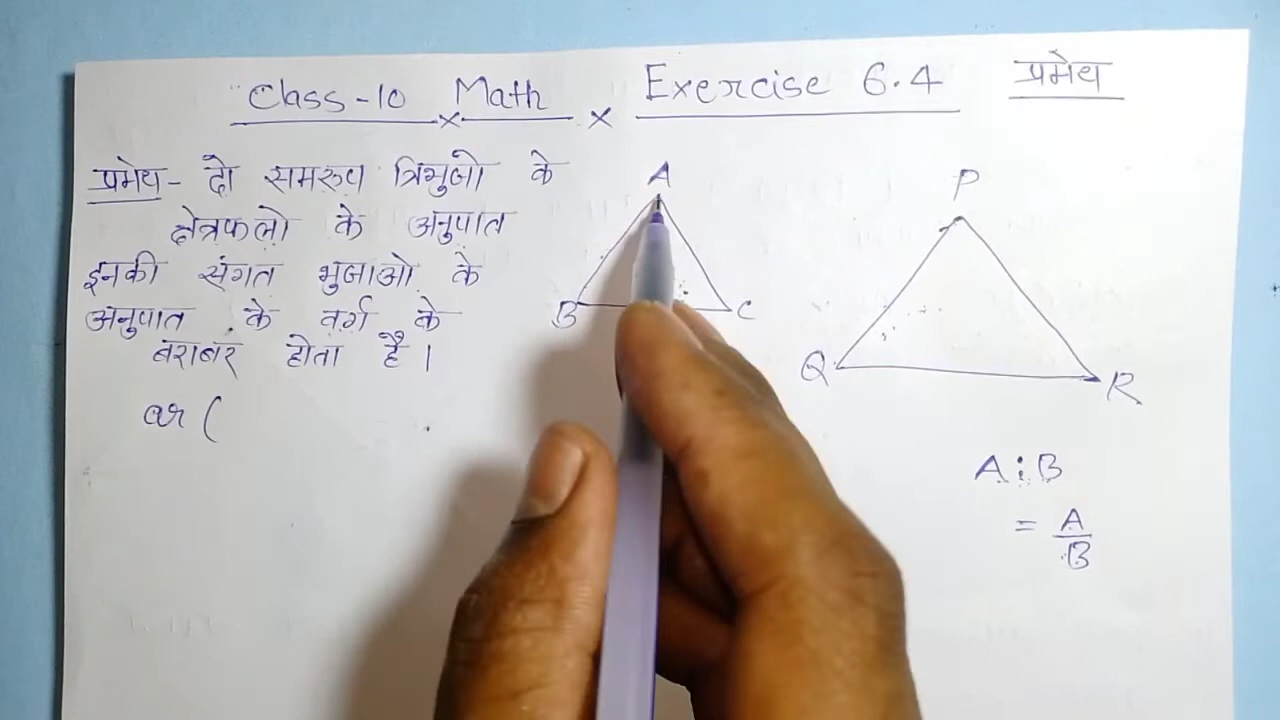 Class-10 Math Exercise 6.4 प्रमेय
प्रमेय- दो समरुप त्रिभुजो के
क्षेत्रफलो के अनुपात
इनकी संगत भुजाओ के
अनुपात के वर्ग के
बराबर होता है।
ar (
A
B
C
P
Q
R
A:B
= A
B